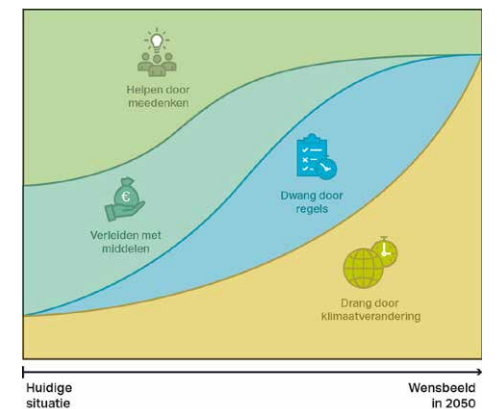 Helpen door
meedenken
Dwang door
regels
Verleiden met
middelen
Drang door
klimaatverandering
€
Huidige
situatie
Wensbeeld
in 2050